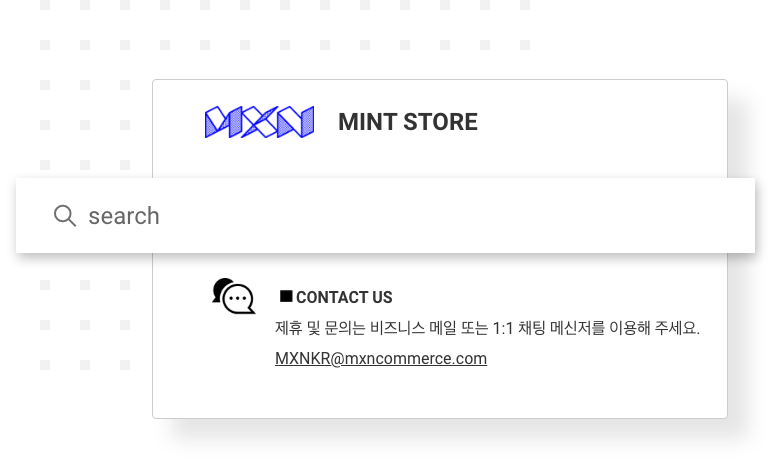 MXN MINT STORE
search
■ CONTACT US
제휴 및 문의는 비즈니스 메일 또는 1:1 채팅 메신저를 이용해 주세요.
MXNKR@mxncommerce.com